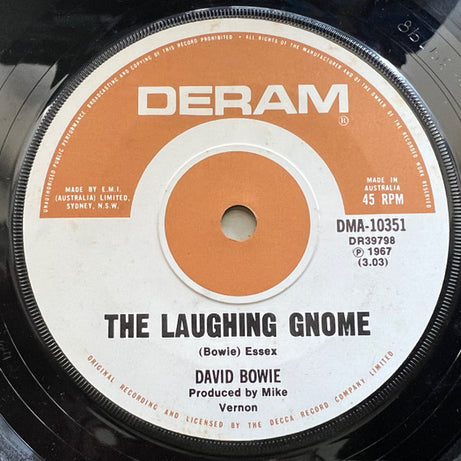 UNAUTHORISED PUBLIC PERFORMANCE, BROADCASTING AND COPYING OF THIS RECORD PROHIBITED • ALL RIGHTS OF THE MANUFACTURER AND OF THE OWNER OF THE RECORDED WORK RESERVED
DERAM®
MADE BY E.M.I.
(AUSTRALIA) LIMITED,
SYDNEY, N.S.W.
MADE IN
AUSTRALIA
45 RPM
DMA-10351
DR39798
℗ 1967
(3.03)
THE LAUGHING GNOME
(Bowie) Essex
DAVID BOWIE
Produced by Mike
Vernon
ORIGINAL RECORDING AND LICENSED BY THE DECCA RECORD COMPANY LIMITED